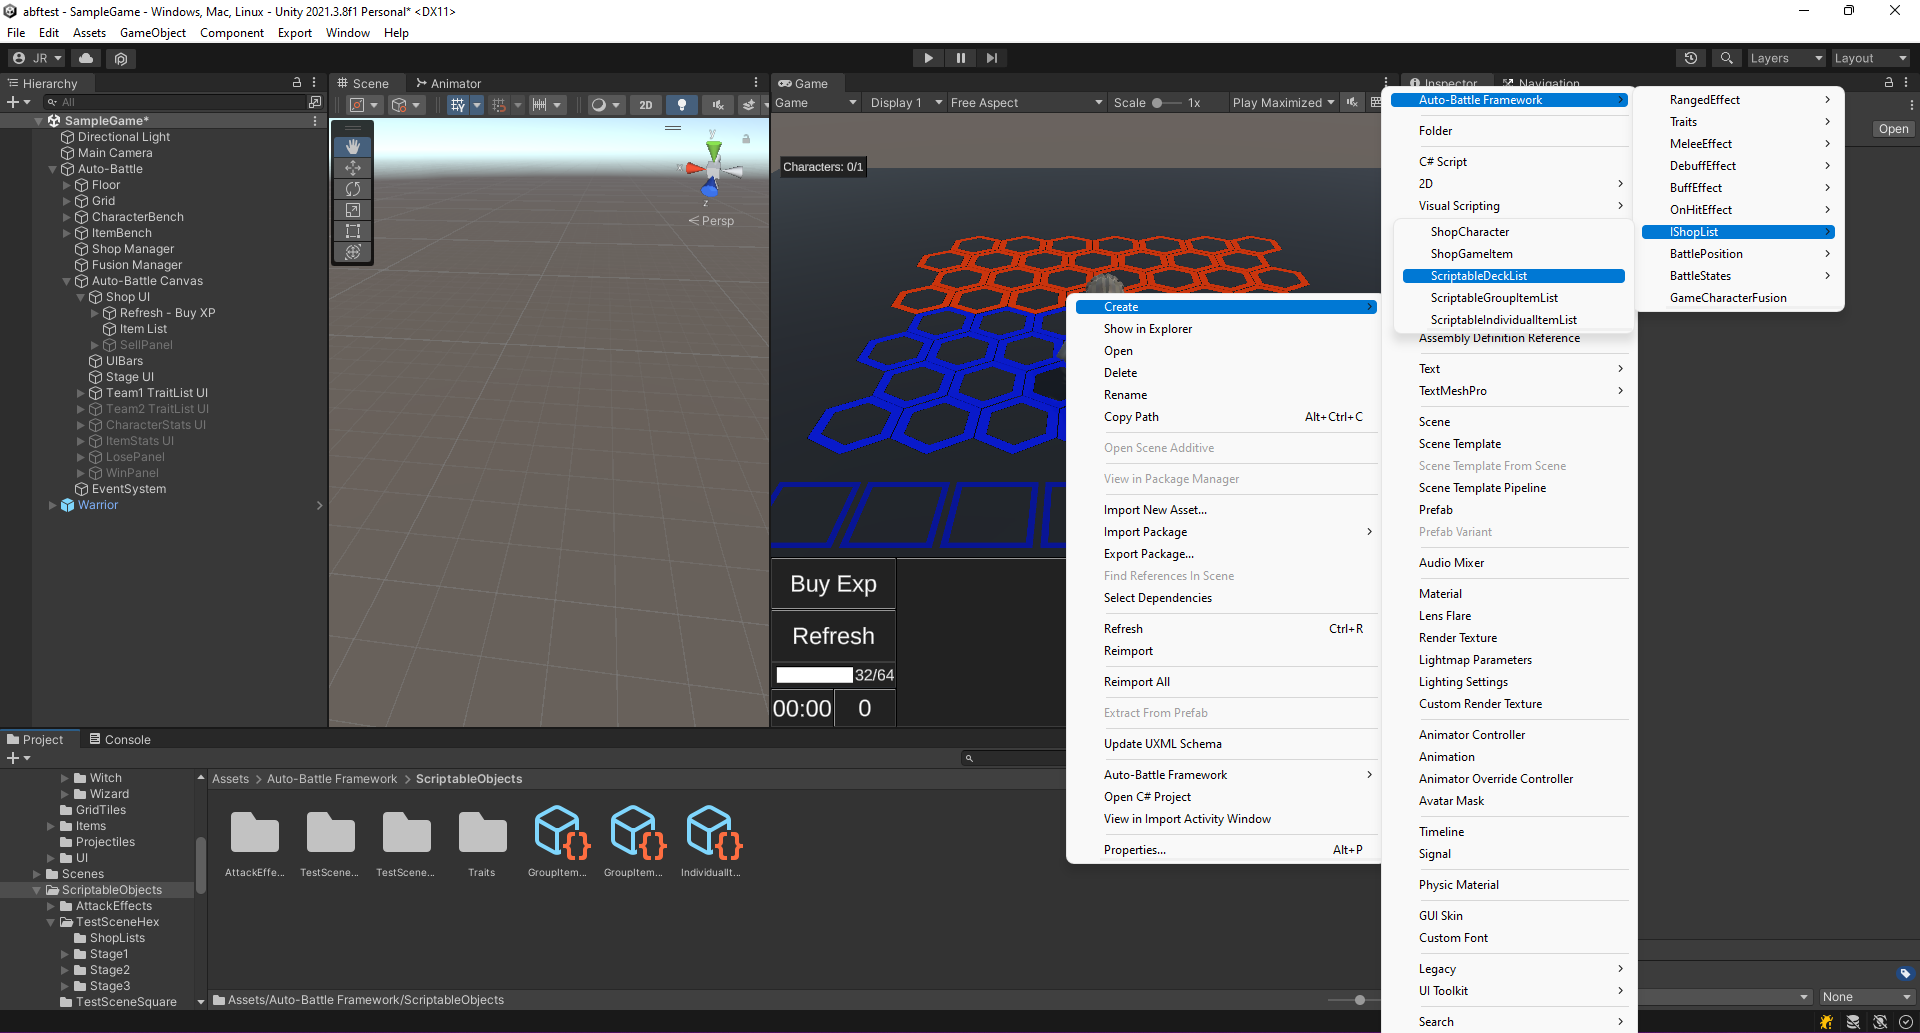 abftest - SampleGame - Windows, Mac, Linux - Unity 2021.3.8f1 Personal* <DX11>
File Edit Assets GameObject Component Export Window Help
JR
Layers Layout
Hierarchy
All
SampleGame*
Directional Light
Main Camera
Auto-Battle
Floor
Grid
CharacterBench
ItemBench
Shop Manager
Fusion Manager
Auto-Battle Canvas
Shop UI
Refresh - Buy XP
Item List
SellPanel
UIBars
Stage UI
Team1 TraitList UI
Team2 TraitList UI
CharacterStats UI
ItemStats UI
LosePanel
WinPanel
EventSystem
Warrior
Scene Animator
2D
y
x
z
Persp
Game
Game Display 1 Free Aspect Scale 1x Play Maximized
Characters: 0/1
Buy Exp
Refresh
32/64
00:00 0
Inspector Navigation
Open
Create
Show in Explorer
Open
Delete
Rename
Copy Path Alt+Ctrl+C
Open Scene Additive
View in Package Manager
Import New Asset...
Import Package
Export Package...
Find References In Scene
Select Dependencies
Refresh Ctrl+R
Reimport
Reimport All
Extract From Prefab
Update UXML Schema
Auto-Battle Framework
Open C# Project
View in Import Activity Window
Properties... Alt+P
Auto-Battle Framework
Folder
C# Script
2D
Visual Scripting
ShopCharacter
ShopGameItem
ScriptableDeckList
ScriptableGroupItemList
ScriptableIndividualItemList
Assembly Definition Reference
Text
TextMeshPro
Scene
Scene Template
Scene Template From Scene
Scene Template Pipeline
Prefab
Prefab Variant
Audio Mixer
Material
Lens Flare
Render Texture
Lightmap Parameters
Lighting Settings
Custom Render Texture
Animator Controller
Animation
Animator Override Controller
Avatar Mask
Timeline
Signal
Physic Material
GUI Skin
Custom Font
Legacy
UI Toolkit
Search
RangedEffect
Traits
MeleeEffect
DebuffEffect
BuffEffect
OnHitEffect
IShopList
BattlePosition
BattleStates
GameCharacterFusion
Project Console
Witch
Wizard
GridTiles
Items
Projectiles
UI
Scenes
ScriptableObjects
AttackEffects
TestSceneHex
ShopLists
Stage1
Stage2
Stage3
TestSceneSquare
Assets > Auto-Battle Framework > ScriptableObjects
AttackEffe... TestScene... TestScene... Traits GroupItem... GroupItem... IndividualIt...
Assets/Auto-Battle Framework/ScriptableObjects
None